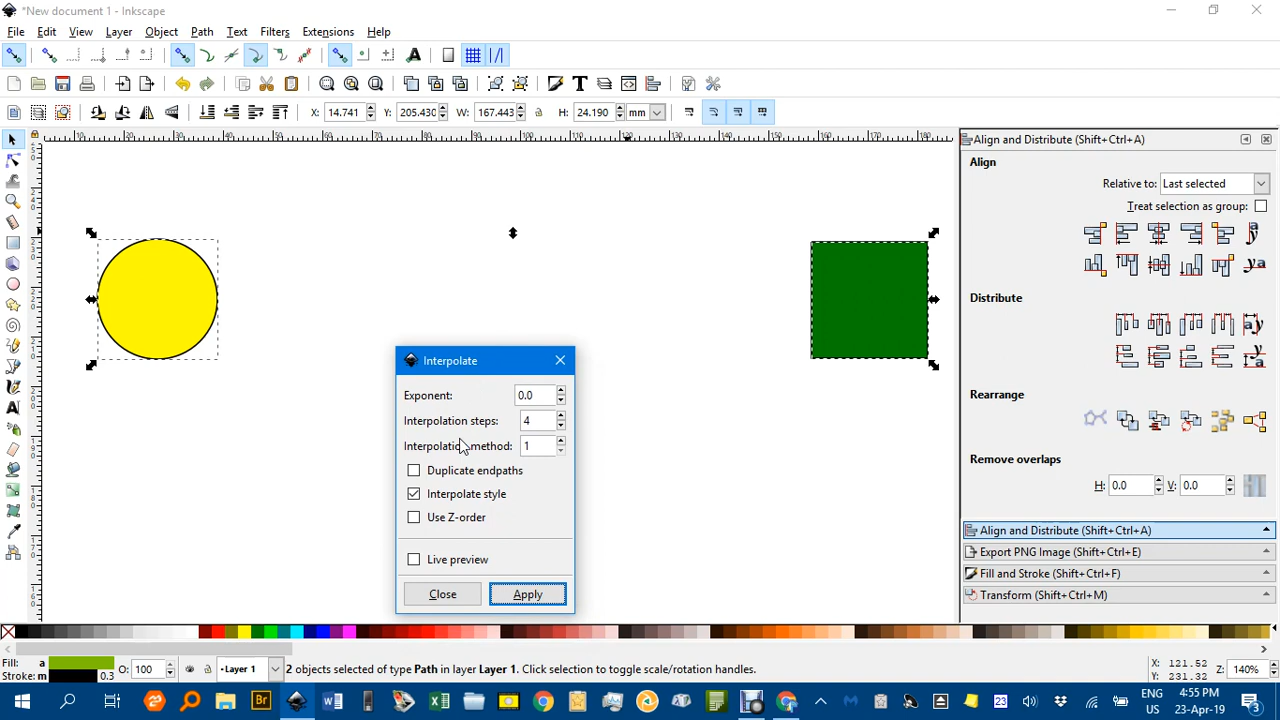 *New document 1 - Inkscape
File Edit View Layer Object Path Text Filters Extensions Help
X: 14.741 Y: 205.430 W: 167.443 H: 24.190 mm
Align and Distribute (Shift+Ctrl+A)
Align
Relative to: Last selected
Treat selection as group:
Distribute
Rearrange
Remove overlaps
H: 0.0 V: 0.0
Align and Distribute (Shift+Ctrl+A)
Export PNG Image (Shift+Ctrl+E)
Fill and Stroke (Shift+Ctrl+F)
Transform (Shift+Ctrl+M)
Interpolate
Exponent: 0.0
Interpolation steps: 4
Interpolation method: 1
Duplicate endpaths
Interpolate style
Use Z-order
Live preview
Close Apply
Fill: a
Stroke: m 0.3
O: 100
Layer 1
2 objects selected of type Path in layer Layer 1. Click selection to toggle scale/rotation handles.
X: 121.52
Y: 231.32
Z: 140%
Br
23
ENG
US
4:55 PM
23-Apr-19
3